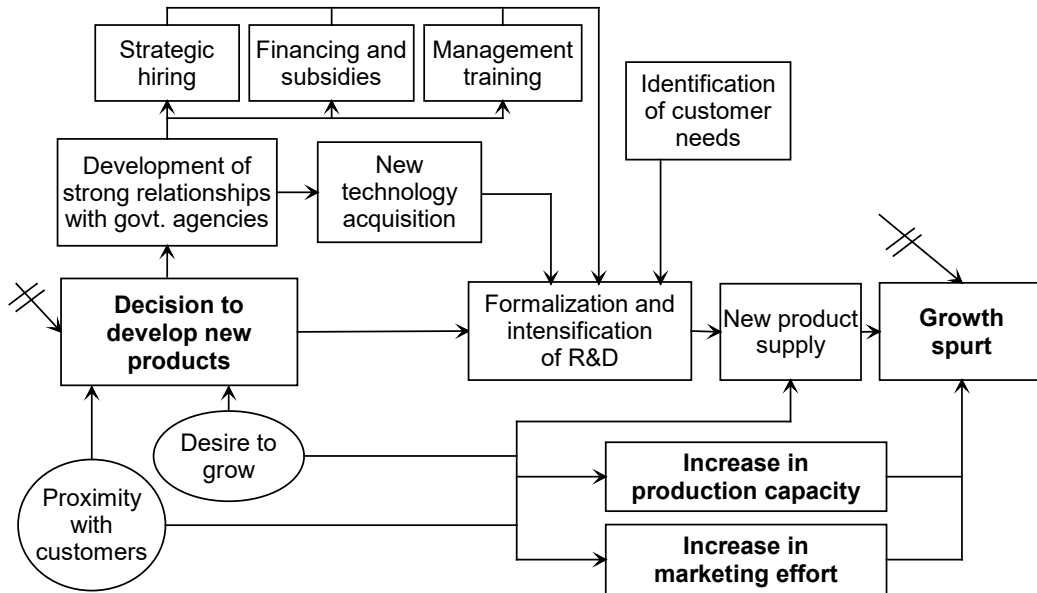 Strategic
hiring
Financing and
subsidies
Management
training
Identification
of customer
needs
Development of
strong relationships
with govt. agencies
New
technology
acquisition
Decision to
develop new
products
Formalization and
intensification
of R&D
New product
supply
Growth
spurt
Desire to
grow
Proximity
with
customers
Increase in
production capacity
Increase in
marketing effort